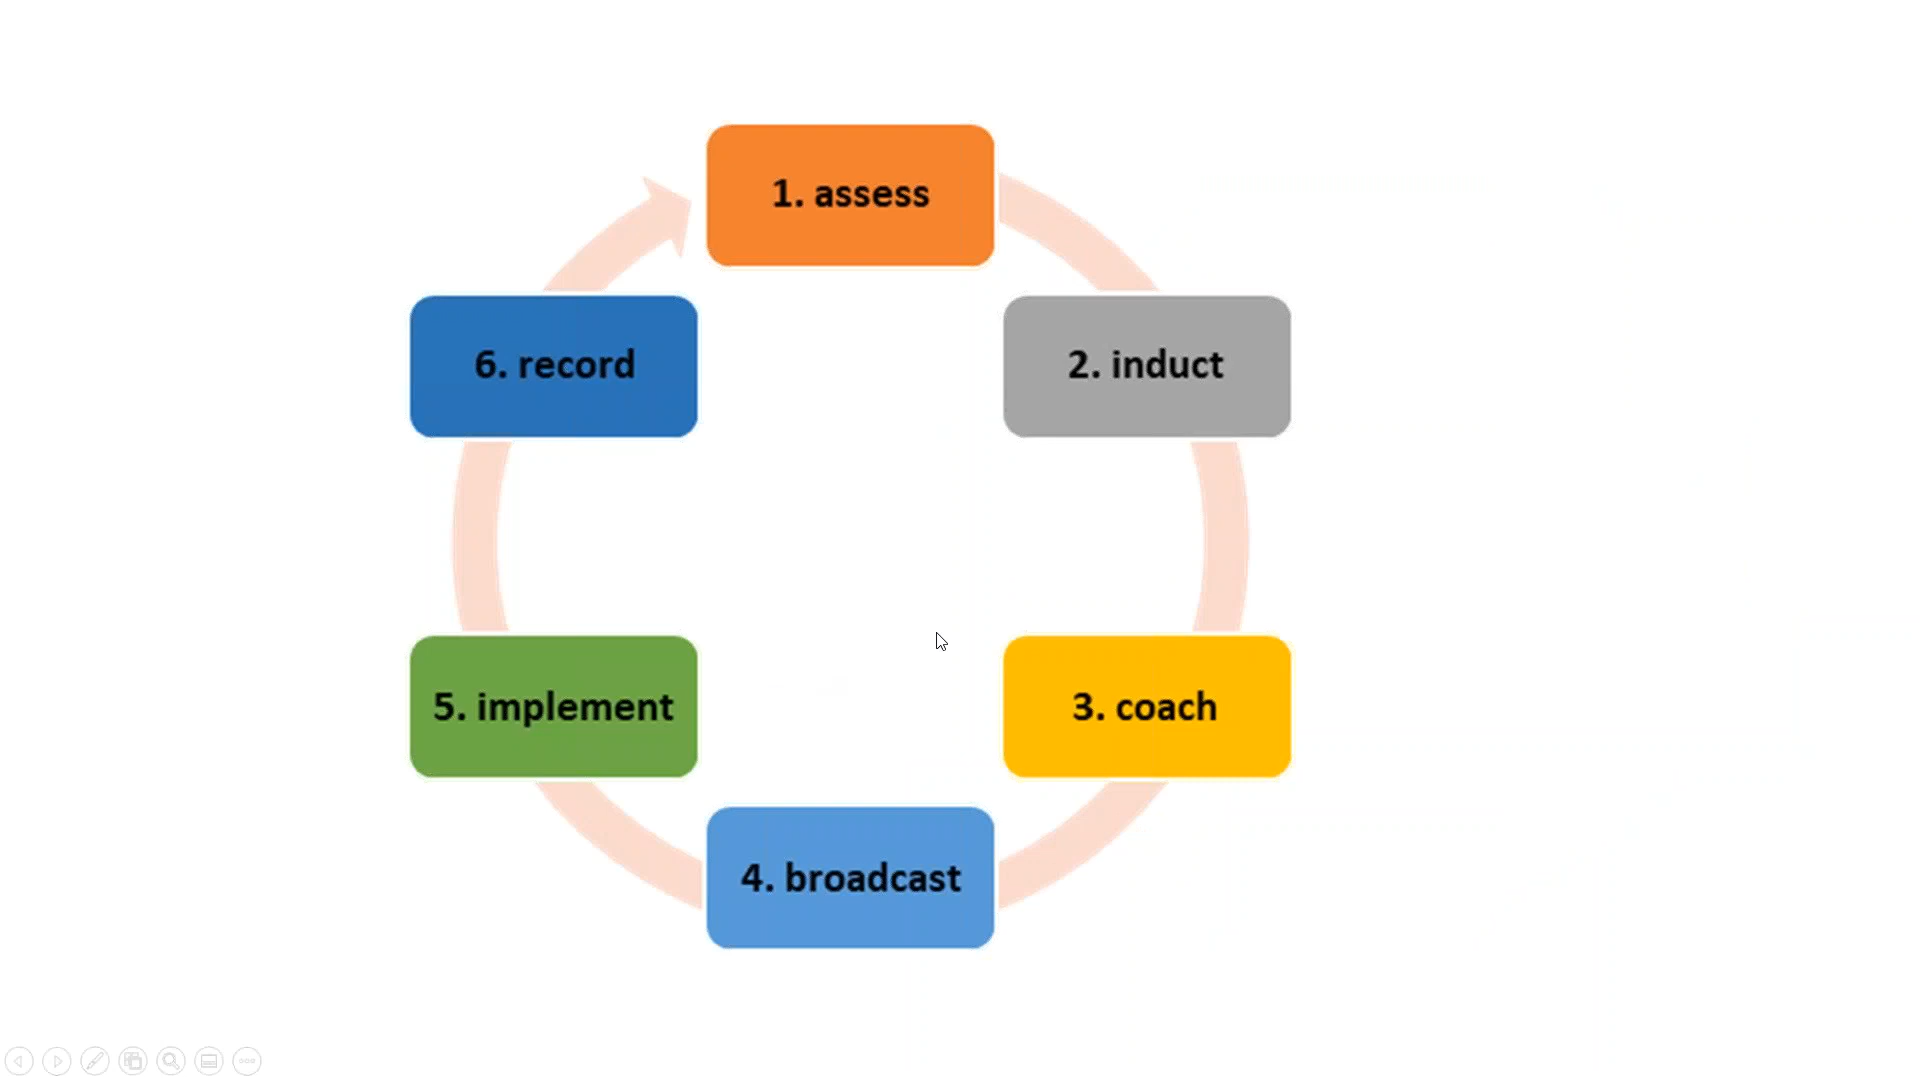 1. assess
2. induct
3. coach
4. broadcast
5. implement
6. record